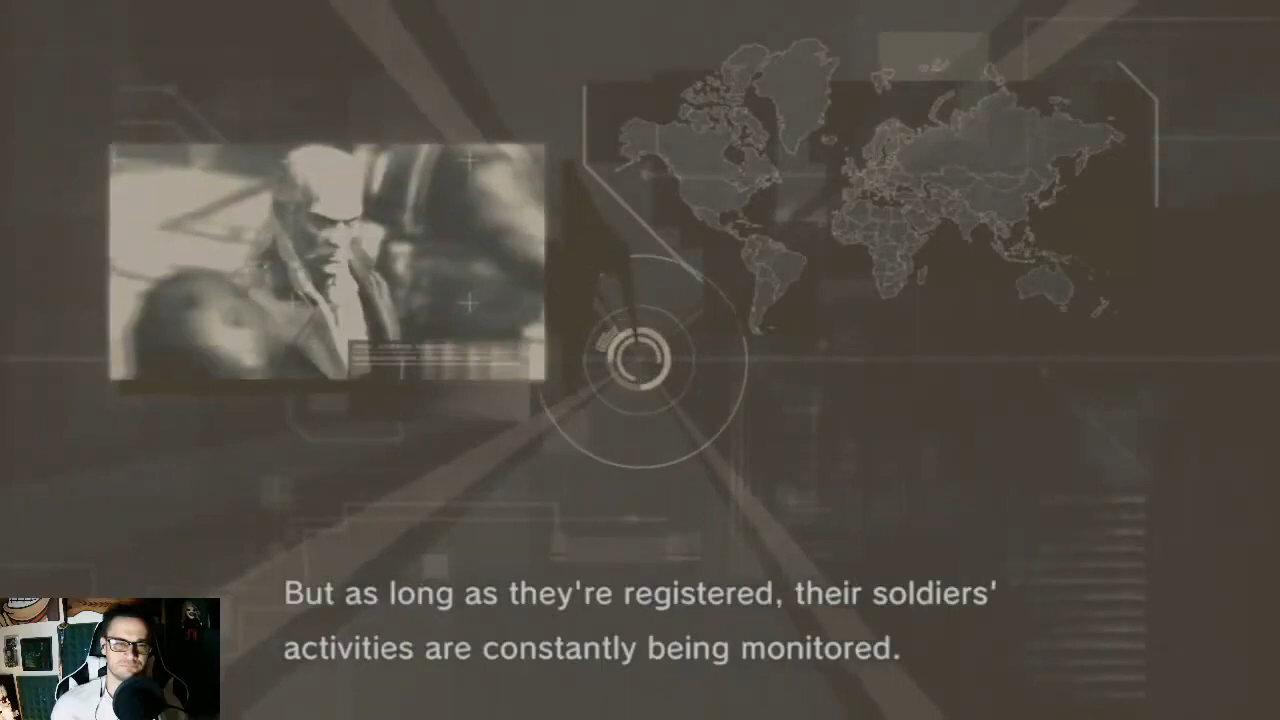 But as long as they're registered, their soldiers'
activities are constantly being monitored.